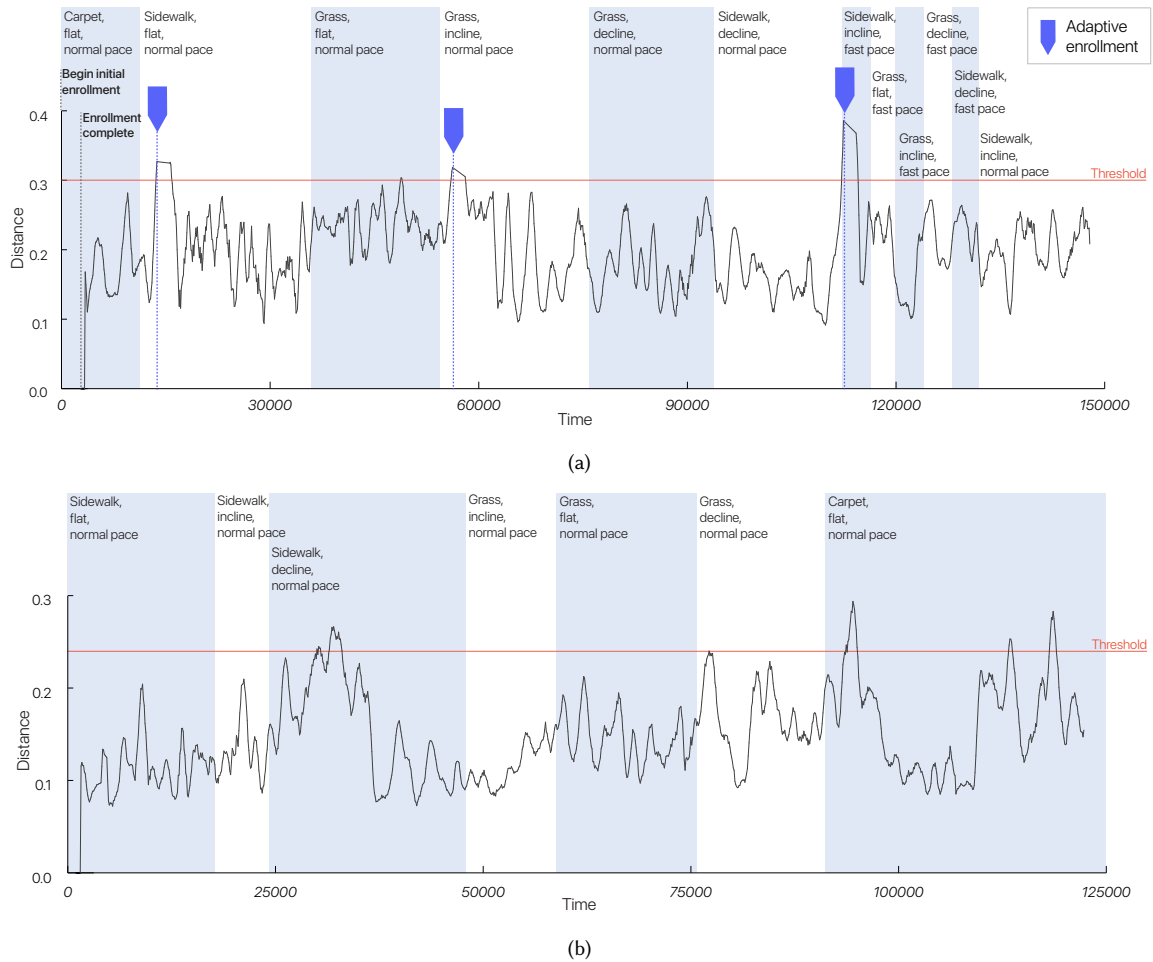 Carpet,
flat,
normal pace
Sidewalk,
flat,
normal pace
Grass,
flat,
normal pace
Grass,
incline,
normal pace
Grass,
decline,
normal pace
Sidewalk,
decline,
normal pace
Sidewalk,
incline,
fast pace
Grass,
flat,
fast pace
Grass,
incline,
fast pace
Grass,
decline,
fast pace
Sidewalk,
decline,
fast pace
Sidewalk,
incline,
normal pace
Adaptive
enrollment
Begin initial
enrollment
Enrollment
complete
Threshold
0.4
0.3
0.2
0.1
0.0
Distance
0
30000
60000
90000
120000
150000
Time
(a)
Sidewalk,
flat,
normal pace
Sidewalk,
incline,
normal pace
Sidewalk,
decline,
normal pace
Grass,
incline,
normal pace
Grass,
flat,
normal pace
Grass,
decline,
normal pace
Carpet,
flat,
normal pace
Threshold
0.3
0.2
0.1
0.0
Distance
0
25000
50000
75000
100000
125000
Time
(b)